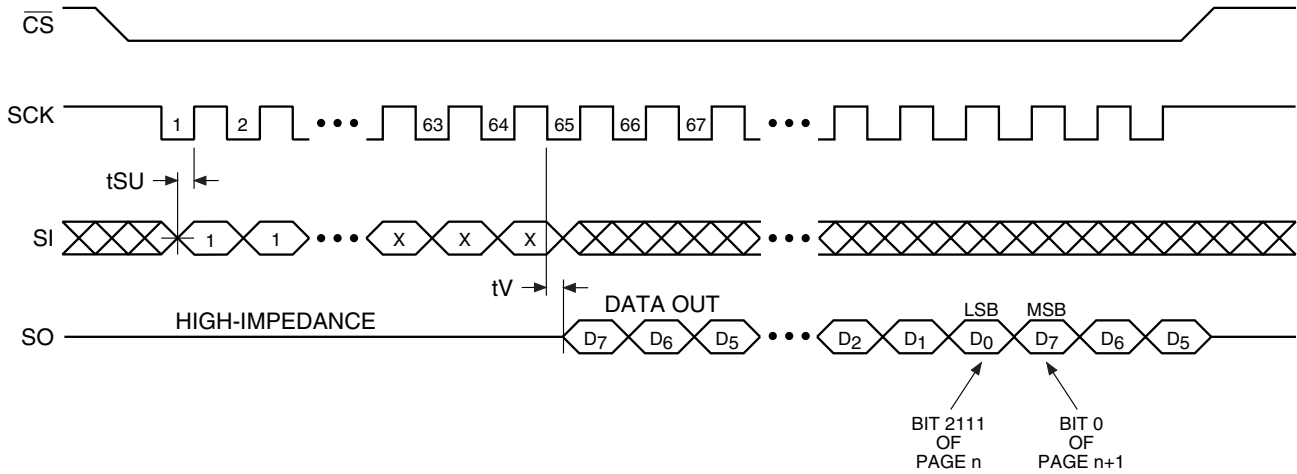 CS
SCK 1 2 ••• 63 64 65 66 67 •••
tSU
SI 1 1 ••• X X X •••
tV
DATA OUT
HIGH-IMPEDANCE
LSB MSB
SO D7 D6 D5 ••• D2 D1 D0 D7 D6 D5
BIT 2111
OF
PAGE n
BIT 0
OF
PAGE n+1